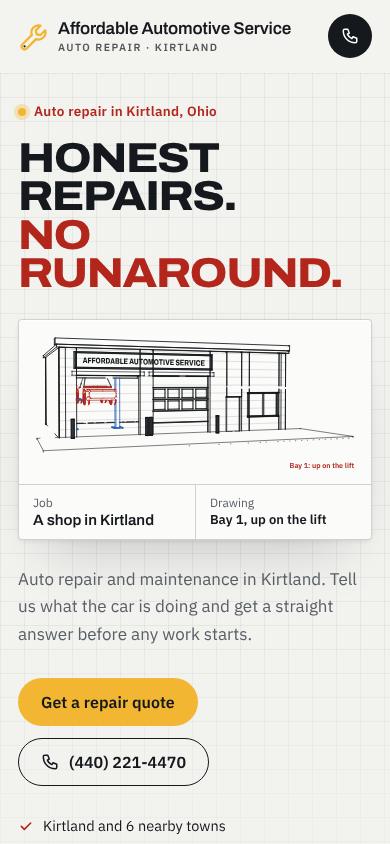 Affordable Automotive Service
AUTO REPAIR · KIRTLAND
Auto repair in Kirtland, Ohio
HONEST
REPAIRS.
NO
RUNAROUND.
AFFORDABLE AUTOMOTIVE SERVICE
Bay 1: up on the lift
Job
A shop in Kirtland
Drawing
Bay 1, up on the lift
Auto repair and maintenance in Kirtland. Tell
us what the car is doing and get a straight
answer before any work starts.
Get a repair quote
(440) 221-4470
Kirtland and 6 nearby towns